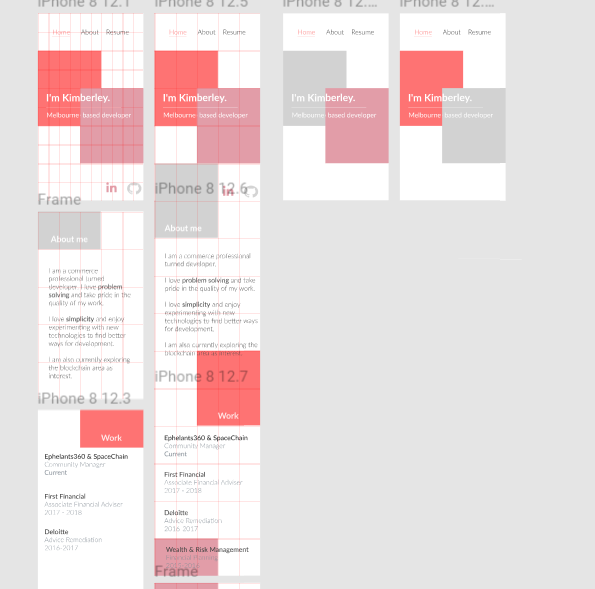 iPhone 8 12.1
Home About Resume
I'm Kimberley.
Melbourne based developer
in
Frame
About me
I am a commerce
professional turned
developer. I love problem
solving and take pride in the
quality of my work.
I love simplicity and enjoy
experimenting with new
technologies to find better
ways for development.
I am also currently exploring
the blockchain area as
interest.
iPhone 8 12.3
Work
Ephelants360 & SpaceChain
Community Manager
Current
First Financial
Associate Financial Adviser
2017 - 2018
Deloitte
Advice Remediation
2016-2017
iPhone 8 12.5
Home About Resume
I'm Kimberley.
Melbourne based developer
in
iPhone 8 12.6
About me
I am a commerce professional
turned developer.
I love problem solving and take
pride in the quality of my work.
I love simplicity and enjoy
experimenting with new
technologies to find better ways
for development.
I am also currently exploring the
blockchain area as interest.
iPhone 8 12.7
Work
Ephelants360 & SpaceChain
Community Manager
Current
First Financial
Associate Financial Adviser
2017 - 2018
Deloitte
Advice Remediation
2016-2017
Wealth & Risk Management
Financial Planning
Frame
iPhone 8 12....
Home About Resume
I'm Kimberley.
Melbourne based developer
iPhone 8 12....
Home About Resume
I'm Kimberley.
Melbourne based developer